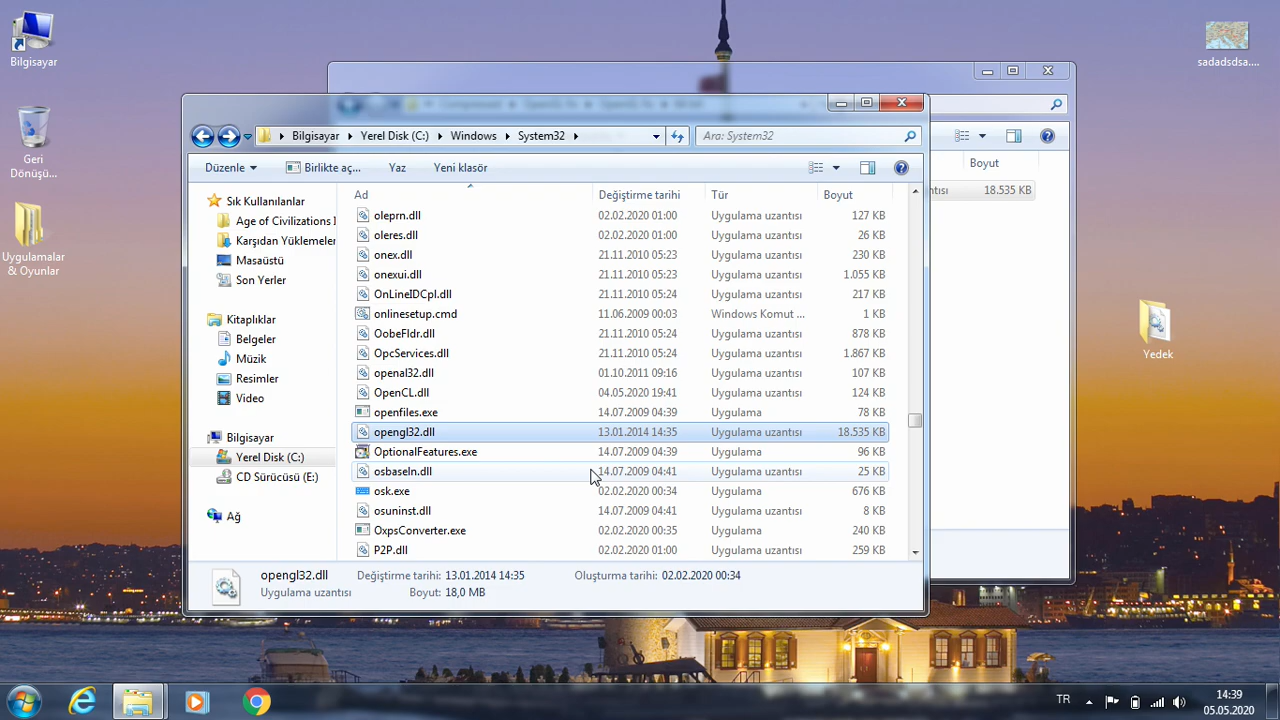 Bilgisayar
Geri
Dönüşü...
Uygulamalar
& Oyunlar
sadadsdsa....
Yedek
Boyut
ntısı 18.535 KB
Bilgisayar Yerel Disk (C:) Windows System32
Ara: System32
Düzenle Birlikte aç... Yaz Yeni klasör
Sık Kullanılanlar
Age of Civilizations I
Karşıdan Yüklemeler
Masaüstü
Son Yerler
Kitaplıklar
Belgeler
Müzik
Resimler
Video
Bilgisayar
Yerel Disk (C:)
CD Sürücüsü (E:)
Ağ
Ad Değiştirme tarihi Tür Boyut
oleprn.dll 02.02.2020 01:00 Uygulama uzantısı 127 KB
oleres.dll 02.02.2020 01:00 Uygulama uzantısı 26 KB
onex.dll 21.11.2010 05:23 Uygulama uzantısı 230 KB
onexui.dll 21.11.2010 05:23 Uygulama uzantısı 1.055 KB
OnLineIDCpl.dll 21.11.2010 05:24 Uygulama uzantısı 217 KB
onlinesetup.cmd 11.06.2009 00:03 Windows Komut ... 1 KB
OobeFldr.dll 21.11.2010 05:24 Uygulama uzantısı 878 KB
OpcServices.dll 21.11.2010 05:24 Uygulama uzantısı 1.867 KB
openal32.dll 01.10.2011 09:16 Uygulama uzantısı 107 KB
OpenCL.dll 04.05.2020 19:41 Uygulama uzantısı 124 KB
openfiles.exe 14.07.2009 04:39 Uygulama 78 KB
opengl32.dll 13.01.2014 14:35 Uygulama uzantısı 18.535 KB
OptionalFeatures.exe 14.07.2009 04:39 Uygulama 96 KB
osbaseln.dll 14.07.2009 04:41 Uygulama uzantısı 25 KB
osk.exe 02.02.2020 00:34 Uygulama 676 KB
osuninst.dll 14.07.2009 04:41 Uygulama uzantısı 8 KB
OxpsConverter.exe 02.02.2020 00:35 Uygulama 240 KB
P2P.dll 02.02.2020 01:00 Uygulama uzantısı 259 KB
opengl32.dll Değiştirme tarihi: 13.01.2014 14:35 Oluşturma tarihi: 02.02.2020 00:34
Uygulama uzantısı Boyut: 18,0 MB
TR
14:39
05.05.2020